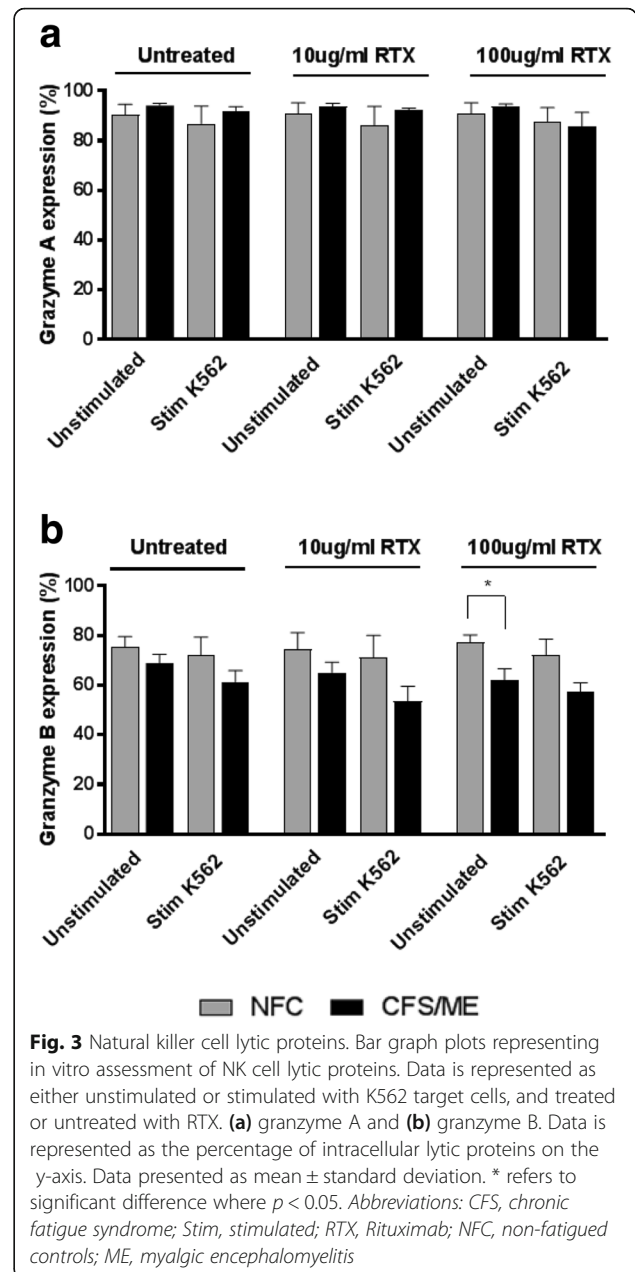 a
Untreated 10ug/ml RTX 100ug/ml RTX
Grazyme A expression (%)
100
80
60
40
20
0
Unstimulated Stim K562 Unstimulated Stim K562 Unstimulated Stim K562
b
Untreated 10ug/ml RTX 100ug/ml RTX
Granzyme B expression (%)
100
80
60
40
20
0
*
Unstimulated Stim K562 Unstimulated Stim K562 Unstimulated Stim K562
NFC CFS/ME
Fig. 3 Natural killer cell lytic proteins. Bar graph plots representing
in vitro assessment of NK cell lytic proteins. Data is represented as
either unstimulated or stimulated with K562 target cells, and treated
or untreated with RTX. (a) granzyme A and (b) granzyme B. Data is
represented as the percentage of intracellular lytic proteins on the
y-axis. Data presented as mean ± standard deviation. * refers to
significant difference where p < 0.05. Abbreviations: CFS, chronic
fatigue syndrome; Stim, stimulated; RTX, Rituximab; NFC, non-fatigued
controls; ME, myalgic encephalomyelitis